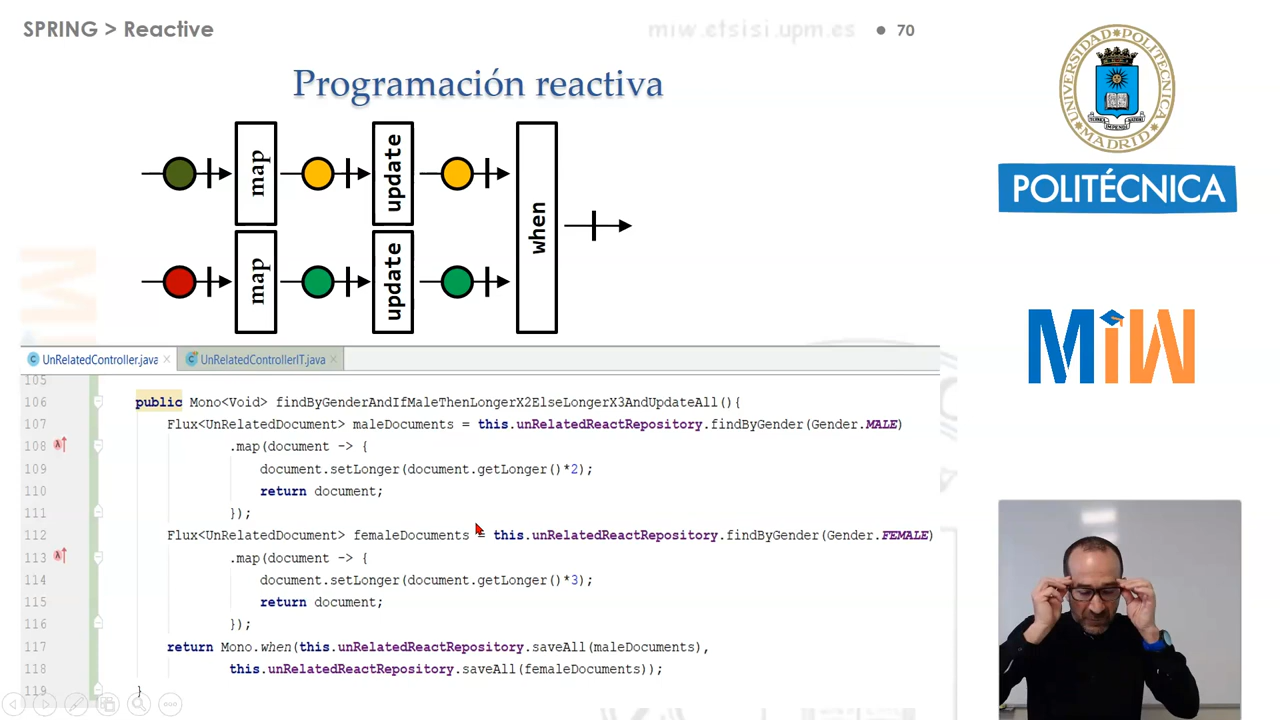 SPRING > Reactive
miw.etsisi.upm.es
70
Programación reactiva
map
update
when
map
update
UNIVERSIDAD POLITÉCNICA
DE MADRID
POLITÉCNICA
MiW
UnRelatedController.java
UnRelatedControllerIT.java
105
106 public Mono<Void> findByGenderAndIfMaleThenLongerX2ElseLongerX3AndUpdateAll(){
107 Flux<UnRelatedDocument> maleDocuments = this.unRelatedReactRepository.findByGender(Gender.MALE)
108 .map(document -> {
109 document.setLonger(document.getLonger()*2);
110 return document;
111 });
112 Flux<UnRelatedDocument> femaleDocuments = this.unRelatedReactRepository.findByGender(Gender.FEMALE)
113 .map(document -> {
114 document.setLonger(document.getLonger()*3);
115 return document;
116 });
117 return Mono.when(this.unRelatedReactRepository.saveAll(maleDocuments),
118 this.unRelatedReactRepository.saveAll(femaleDocuments));
119 }